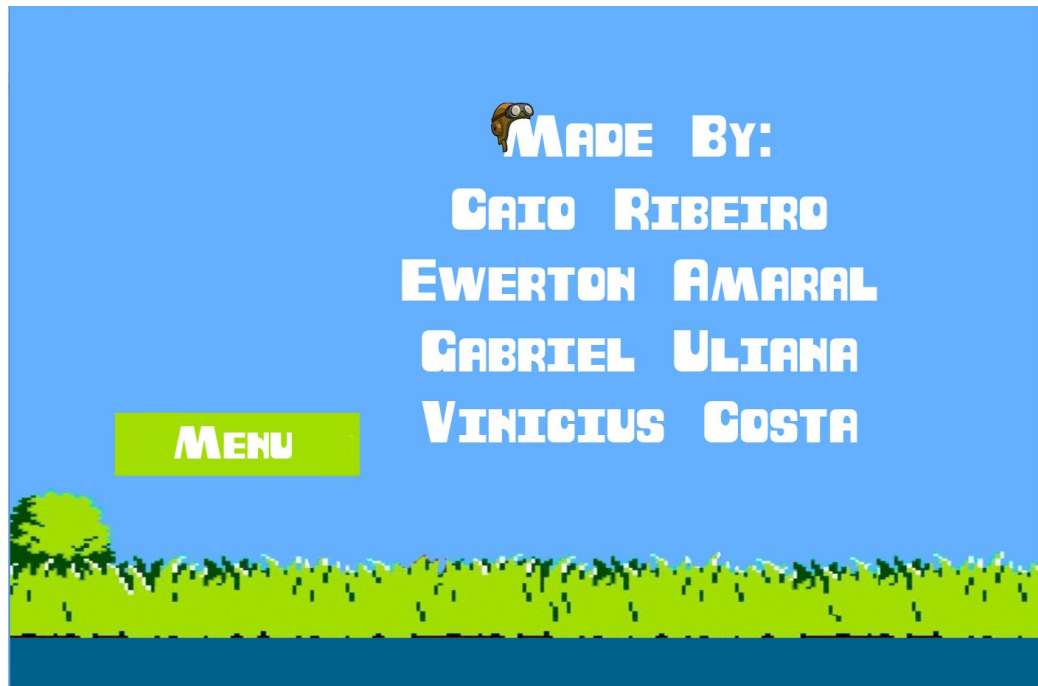 Made By:
Caio Ribeiro
Ewerton Amaral
Gabriel Uliana
Vinicius Costa
Menu